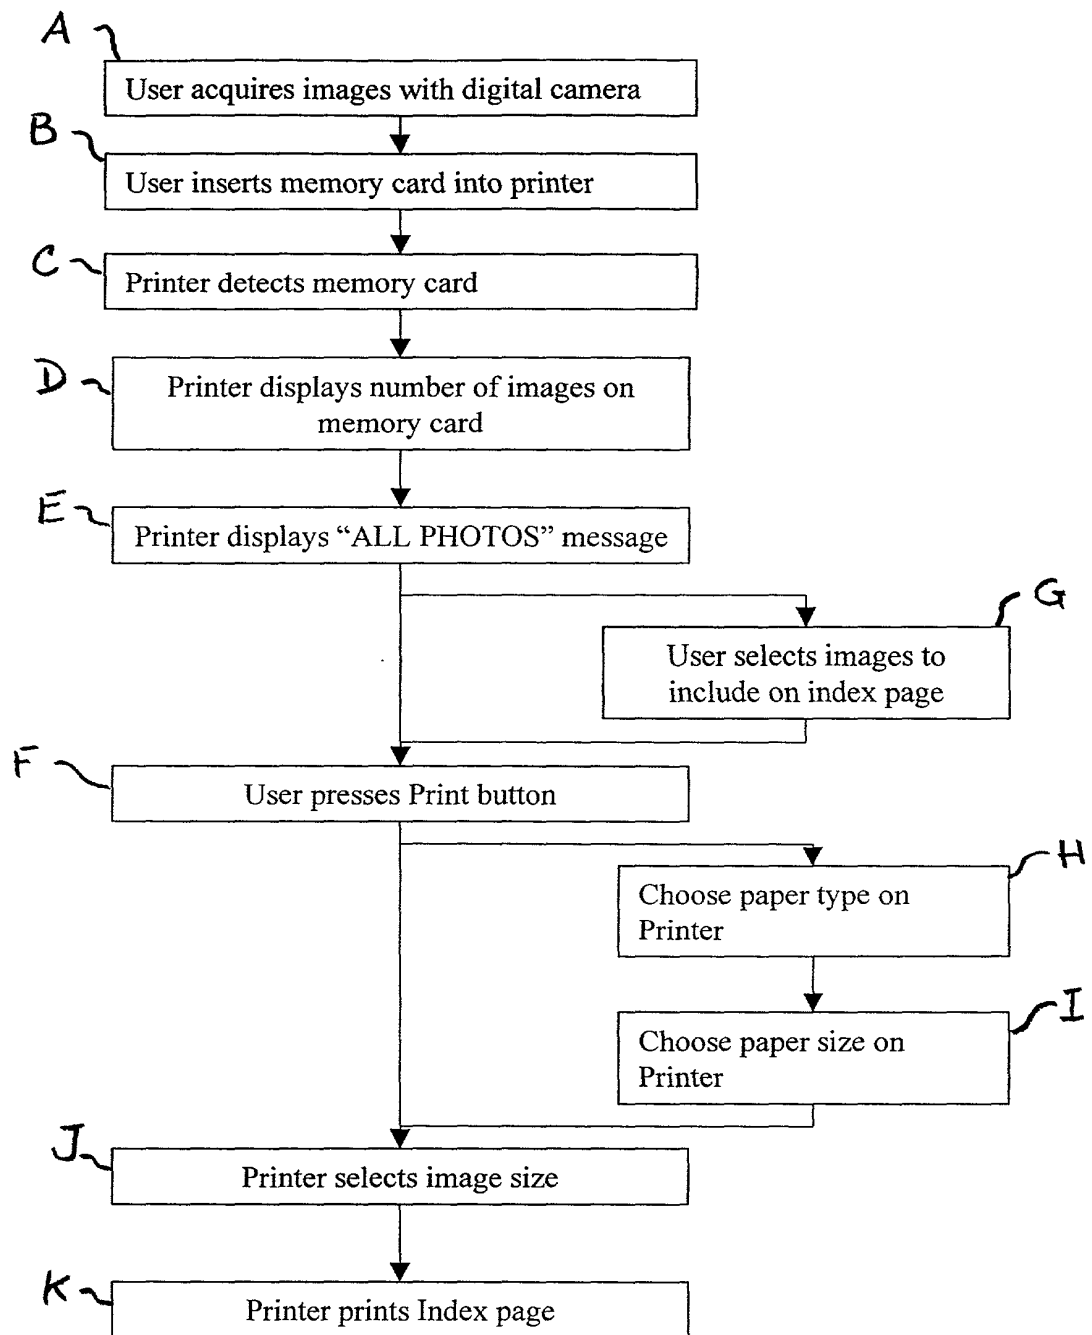 A
User acquires images with digital camera
B
User inserts memory card into printer
C
Printer detects memory card
D
Printer displays number of images on
memory card
E
Printer displays “ALL PHOTOS” message
G
User selects images to
include on index page
F
User presses Print button
H
Choose paper type on
Printer
I
Choose paper size on
Printer
J
Printer selects image size
K
Printer prints Index page